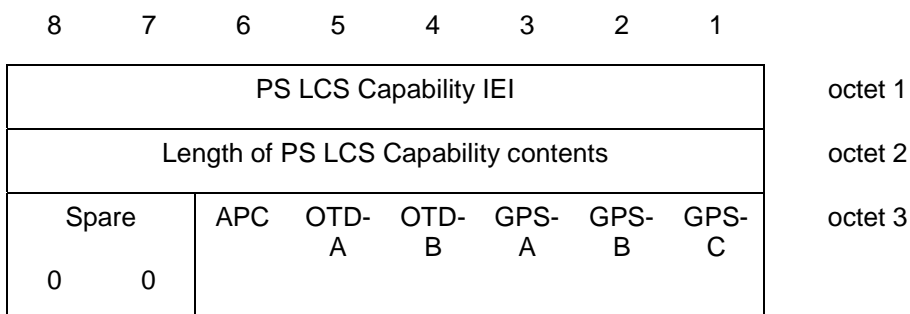 8 7 6 5 4 3 2 1
PS LCS Capability IEI octet 1
Length of PS LCS Capability contents octet 2
Spare APC OTD- OTD- GPS- GPS- GPS- octet 3
A B A B C
0 0